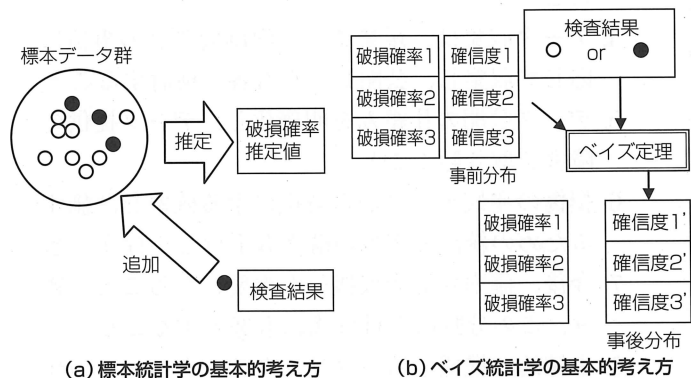 標本データ群
推定
破損確率
推定値
追加
検査結果
(a)標本統計学の基本的考え方
破損確率1
確信度1
破損確率2
確信度2
破損確率3
確信度3
事前分布
検査結果
or
ベイズ定理
破損確率1
確信度1'
破損確率2
確信度2'
破損確率3
確信度3'
事後分布
(b)ベイズ統計学の基本的考え方